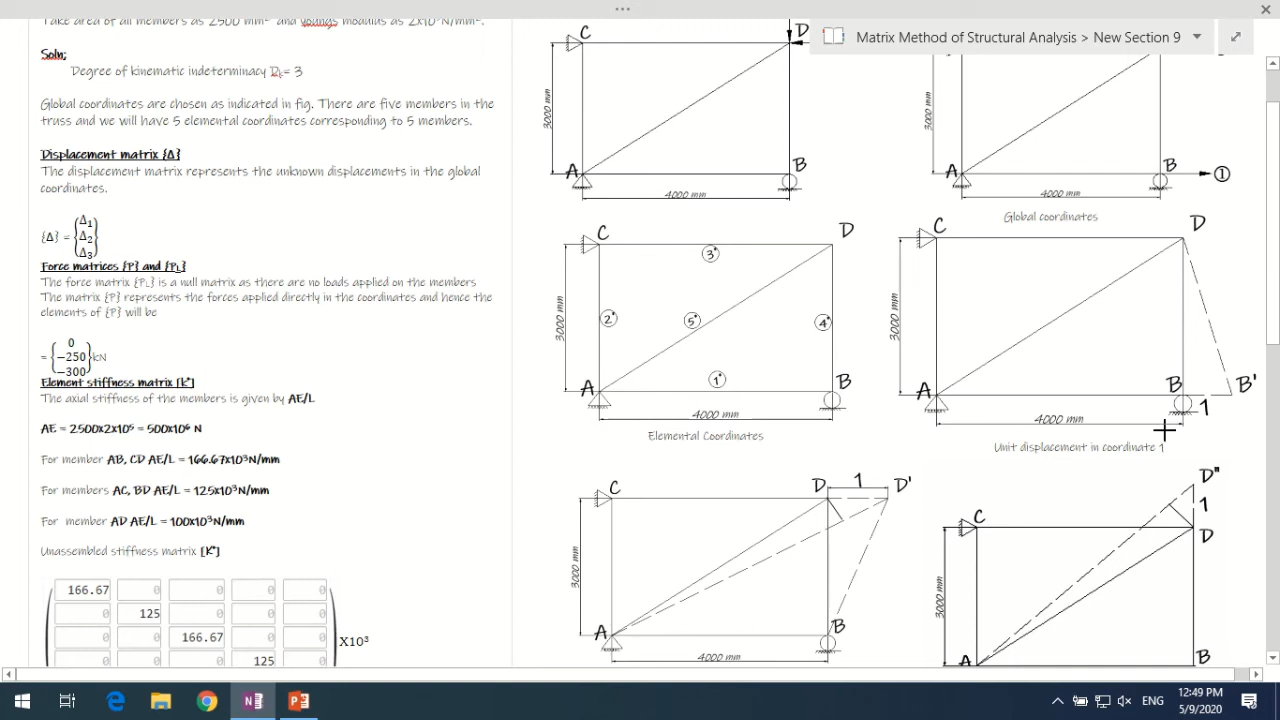 Take area of all members as 2500 mm² and youngs modulus as 2x10⁵N/mm².
Soln;
Degree of kinematic indeterminacy Dₖ= 3
Global coordinates are chosen as indicated in fig. There are five members in the
truss and we will have 5 elemental coordinates corresponding to 5 members.
Displacement matrix {Δ}
The displacement matrix represents the unknown displacements in the global
coordinates.
{Δ} = {Δ₁
Δ₂
Δ₃}
Force matrices {P} and {P_L}
The force matrix {P_L} is a null matrix as there are no loads applied on the members
The matrix {P} represents the forces applied directly in the coordinates and hence the
elements of {P} will be
= {0
−250
−300} kN
Element stiffness matrix [k*]
The axial stiffness of the members is given by AE/L
AE = 2500x2x10⁵ = 500x10⁶ N
For member AB, CD AE/L = 166.67x10³N/mm
For members AC, BD AE/L = 125x10³N/mm
For member AD AE/L = 100x10³N/mm
Unassembled stiffness matrix [K*]
166.67 0 0 0 0
0 125 0 0 0
0 0 166.67 0 0
0 0 0 125 0
X10³
Matrix Method of Structural Analysis > New Section 9
C D
3000 mm
A B
4000 mm
3000 mm
A B ①
4000 mm
Global coordinates
C D
3*
3000 mm
2* 5* 4*
A 1* B
4000 mm
Elemental Coordinates
C D
3000 mm
A B 1 B'
4000 mm
Unit displacement in coordinate 1
C D 1 D'
3000 mm
A B
4000 mm
D"
1
C D
3000 mm
A B
ENG
12:49 PM
5/9/2020